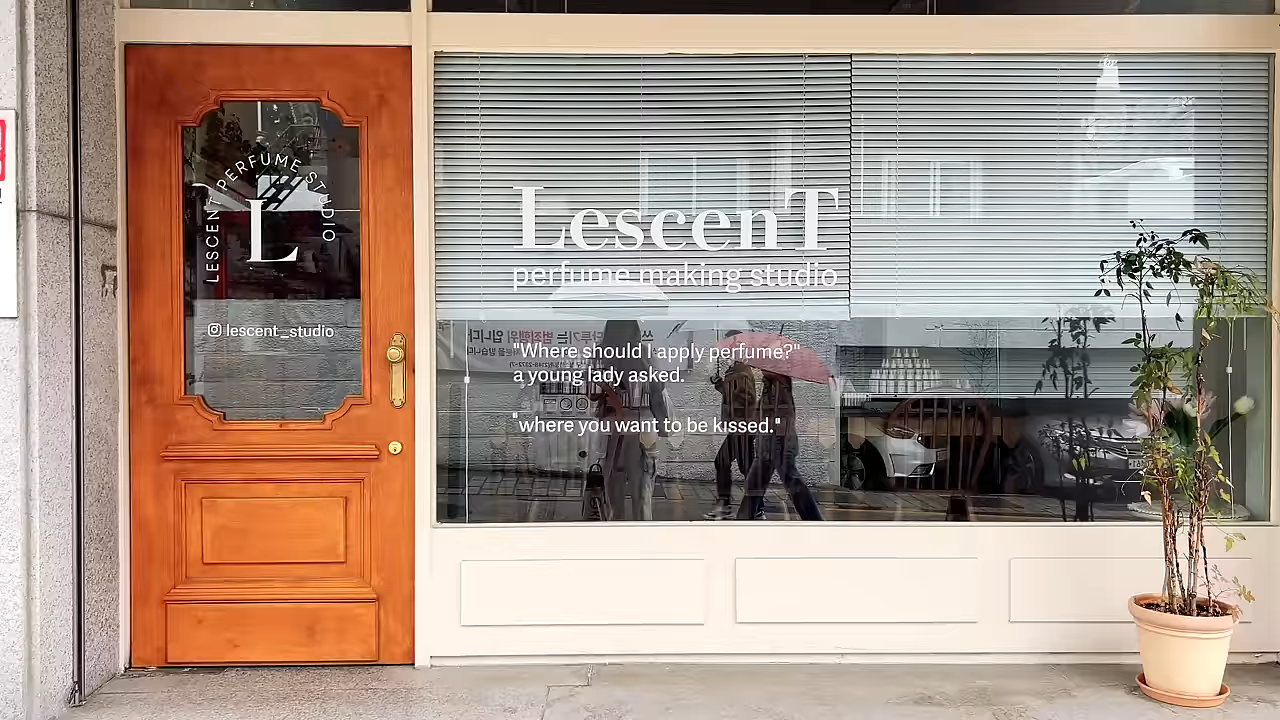 LESCENT PERFUME STUDIO
L
lescent_studio
LescenT
perfume making studio
"Where should I apply perfume?"
a young lady asked.
"where you want to be kissed."